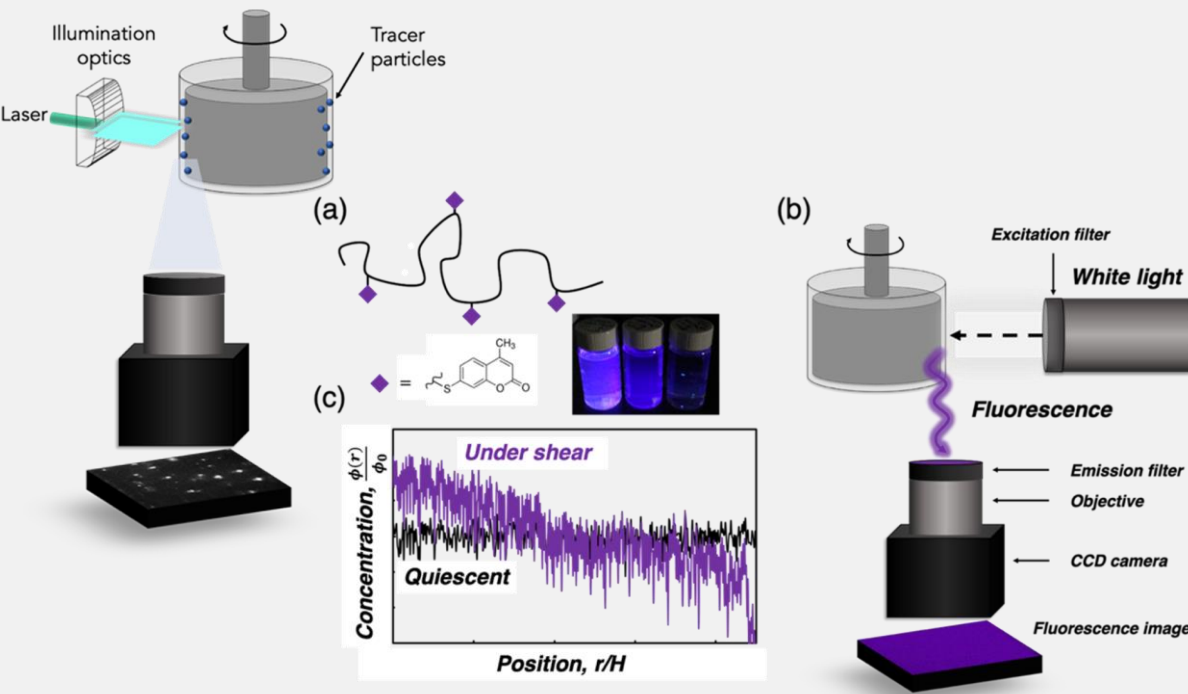 Illumination
optics
Laser
Tracer
particles
(a)
CH₃
=
S
O
O
(b)
Excitation filter
White light
Fluorescence
Emission filter
Objective
CCD camera
Fluorescence image
(c)
Concentration, ϕ(r)/ϕ₀
Under shear
Quiescent
Position, r/H